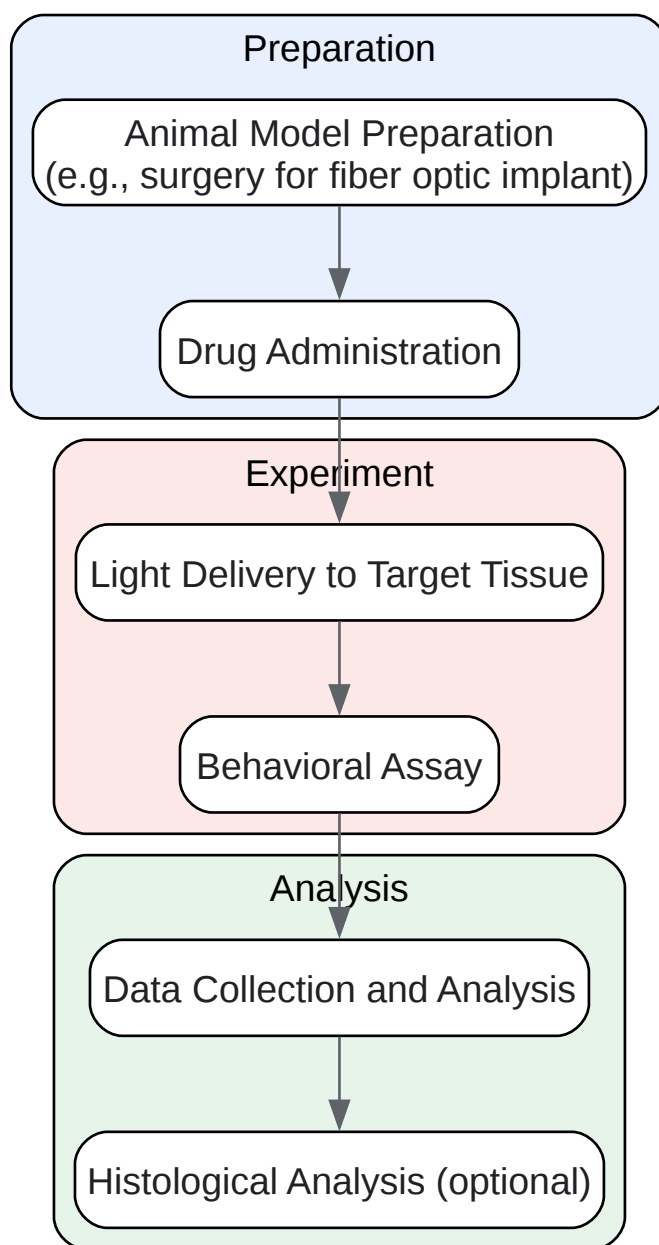 Preparation
Animal Model Preparation
(e.g., surgery for fiber optic implant)
Drug Administration
Experiment
Light Delivery to Target Tissue
Behavioral Assay
Analysis
Data Collection and Analysis
Histological Analysis (optional)